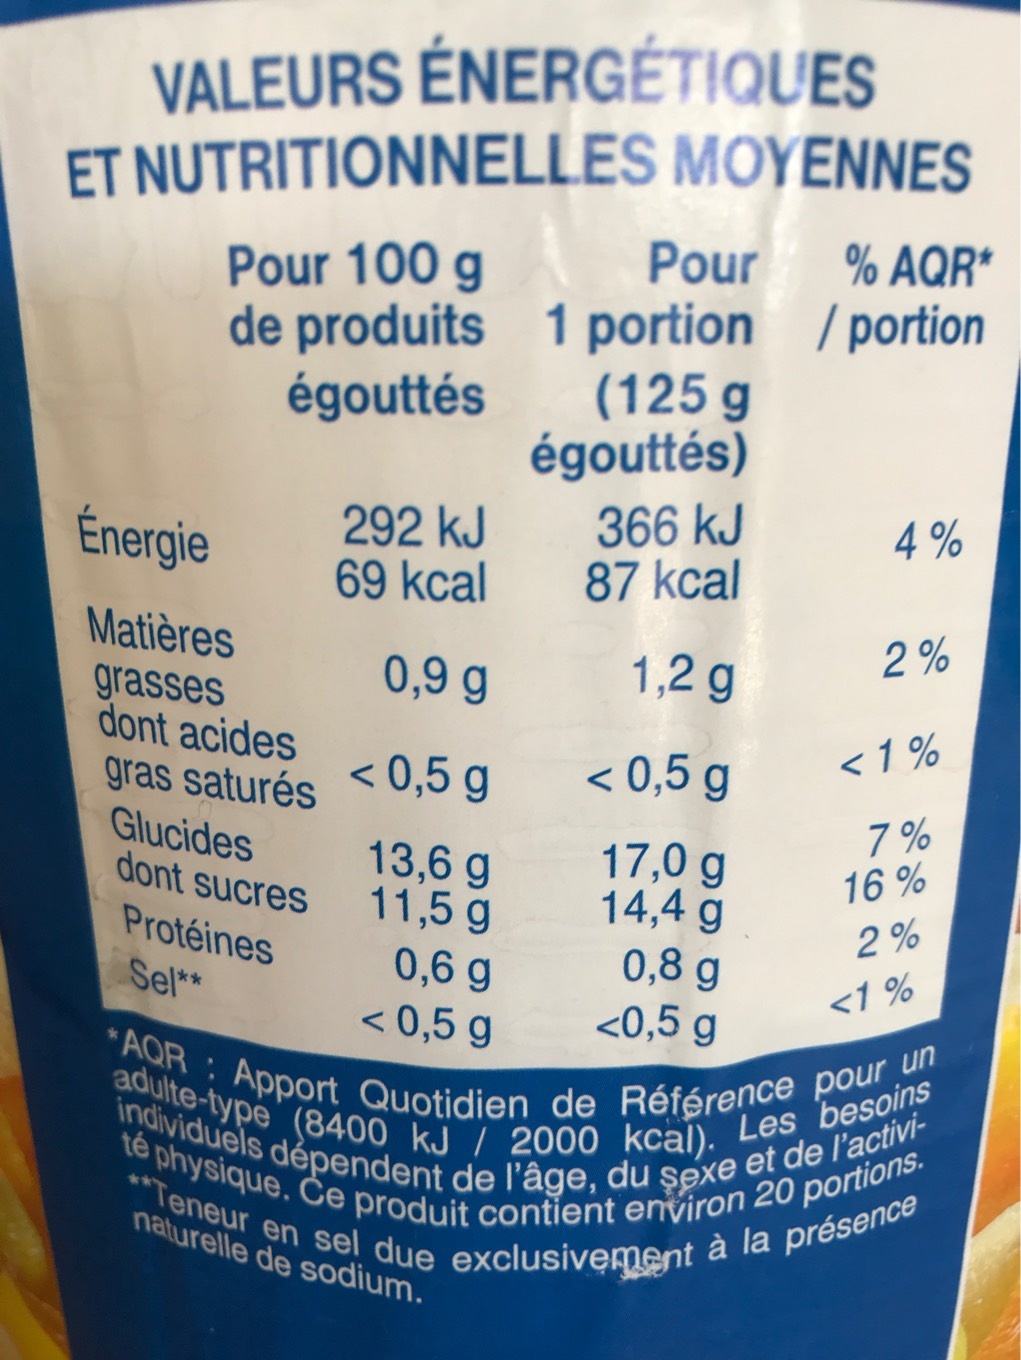 VALEURS ÉNERGÉTIQUES
ET NUTRITIONNELLES MOYENNES
Pour 100 g Pour % AQR*
de produits 1 portion / portion
égouttés (125 g
égouttés)
Énergie 292 kJ 366 kJ 4 %
69 kcal 87 kcal
Matières
grasses 0,9 g 1,2 g 2 %
dont acides
gras saturés < 0,5 g < 0,5 g < 1 %
Glucides 13,6 g 17,0 g 7 %
dont sucres 11,5 g 14,4 g 16 %
Protéines 0,6 g 0,8 g 2 %
Sel** < 0,5 g <0,5 g <1 %
*AQR : Apport Quotidien de Référence pour un
adulte-type (8400 kJ / 2000 kcal). Les besoins
individuels dépendent de l'âge, du sexe et de l'activi-
té physique. Ce produit contient environ 20 portions.
**Teneur en sel due exclusivement à la présence
naturelle de sodium.